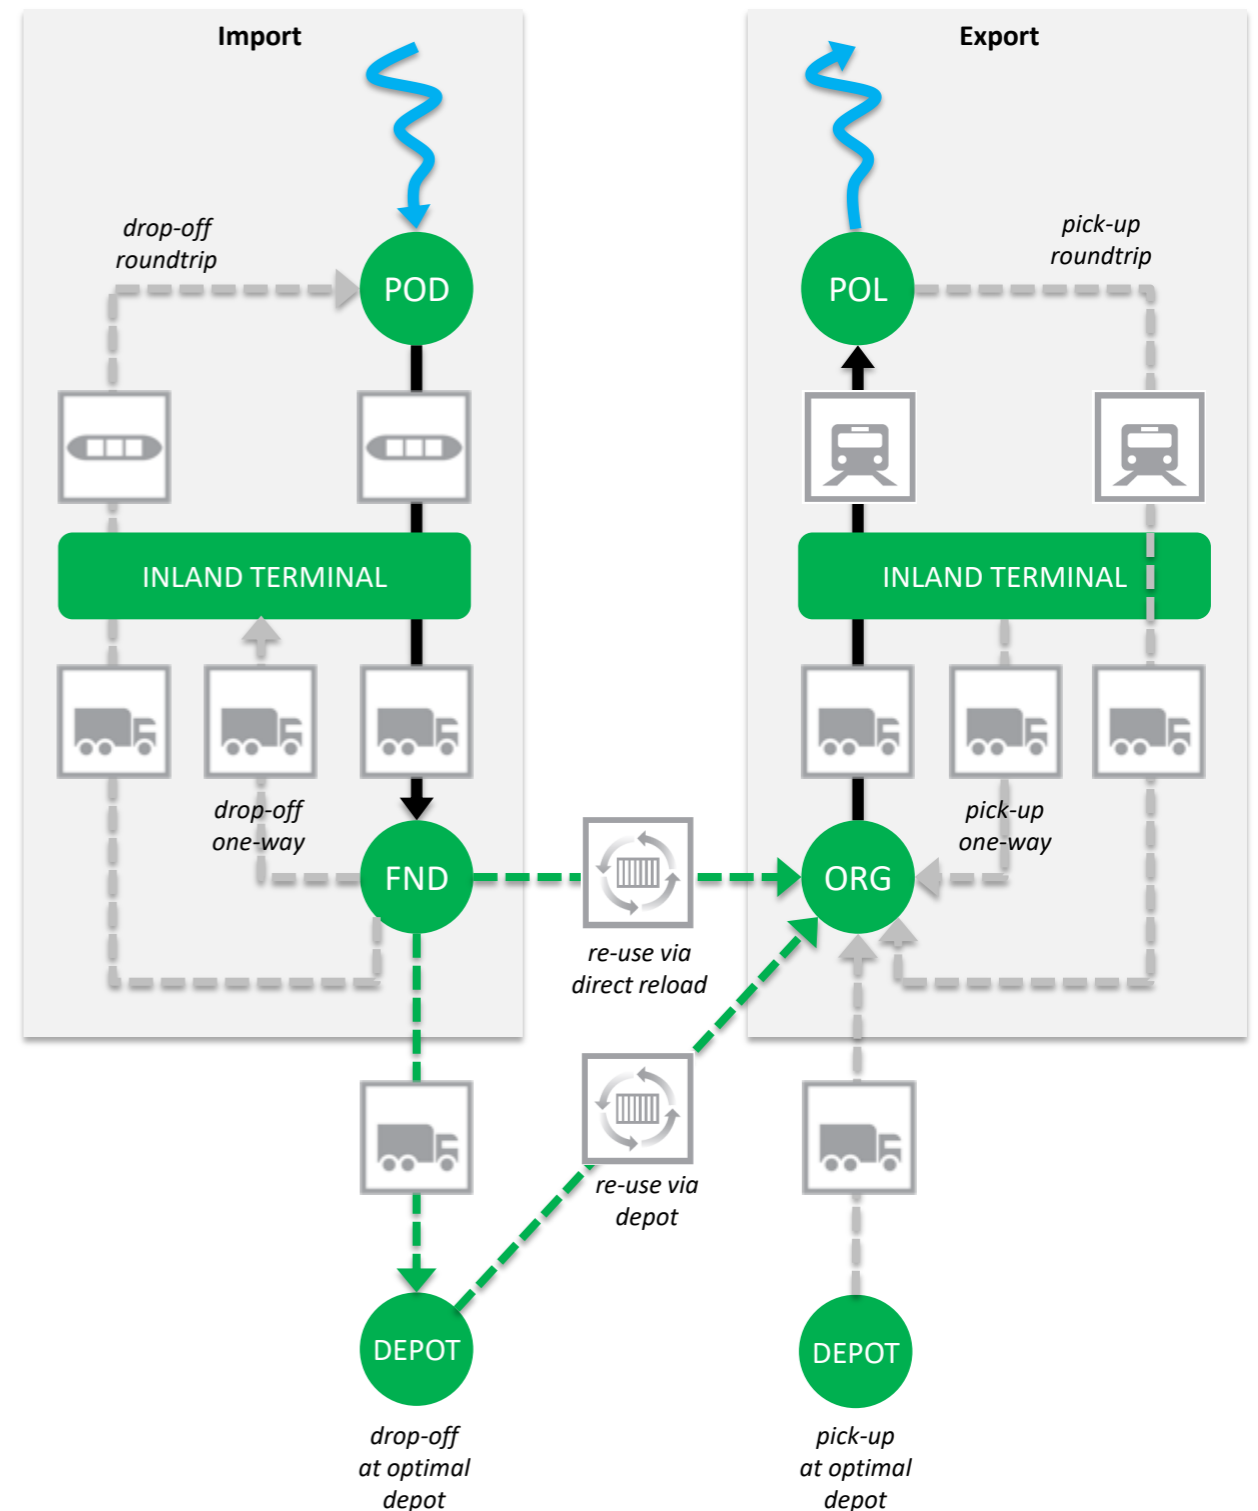 Import
Export
drop-off
roundtrip
POD
POL
pick-up
roundtrip
INLAND TERMINAL
INLAND TERMINAL
drop-off
one-way
pick-up
one-way
FND
ORG
re-use via
direct reload
re-use via
depot
DEPOT
DEPOT
drop-off
at optimal
depot
pick-up
at optimal
depot